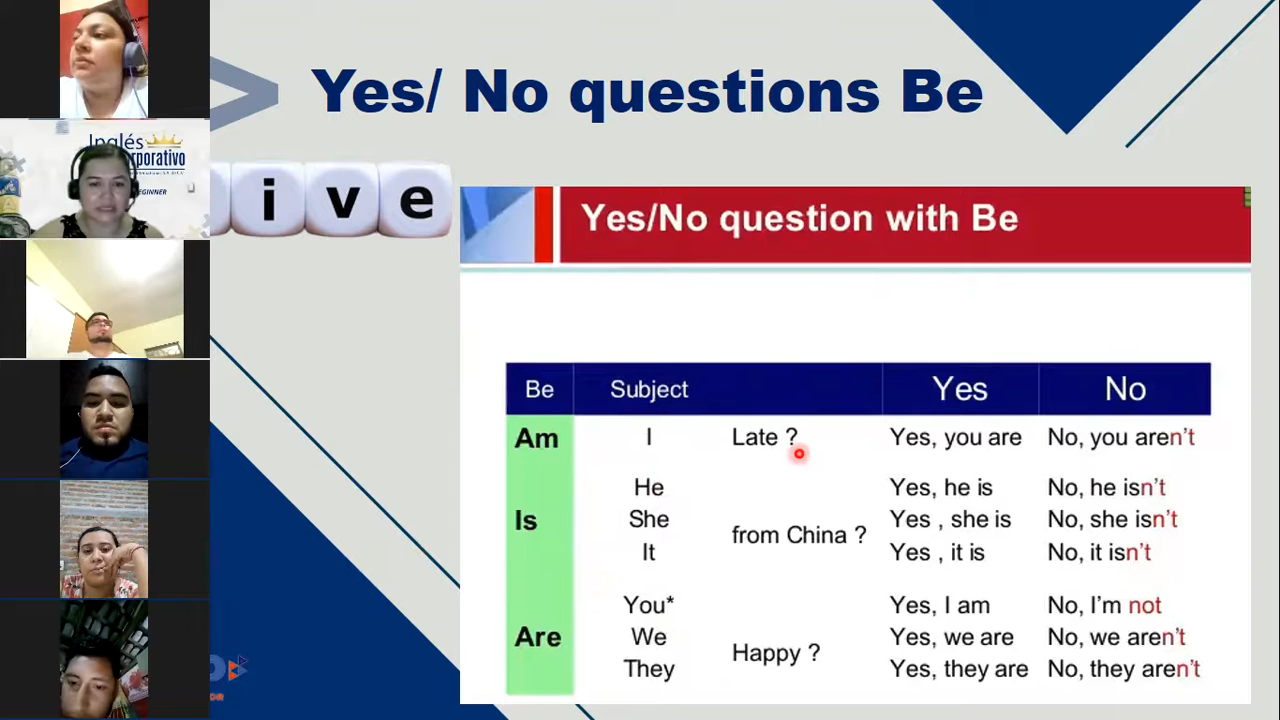 Yes/ No questions Be
Inglés
Corporativo
EGINNER
i v e
Yes/No question with Be
Be Subject Yes No
Am I Late ? Yes, you are No, you aren't
He Yes, he is No, he isn't
Is She from China ? Yes , she is No, she isn't
It Yes , it is No, it isn't
You* Yes, I am No, I'm not
Are We Happy ? Yes, we are No, we aren't
They Yes, they are No, they aren't